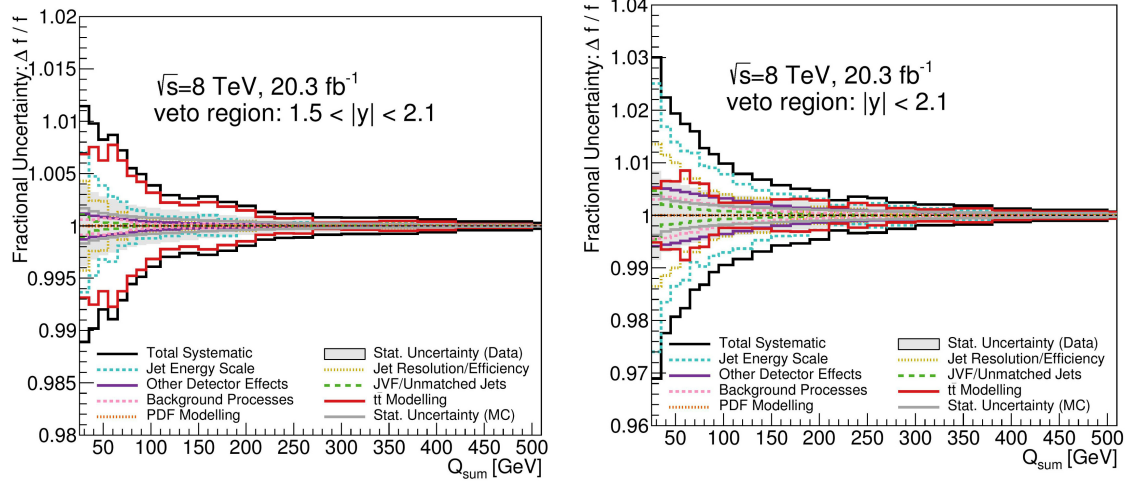 Fractional Uncertainty: Δ f / f
1.02
1.015
1.01
1.005
1
0.995
0.99
0.985
0.98
√s=8 TeV, 20.3 fb⁻¹
veto region: 1.5 < |y| < 2.1
Total Systematic
Jet Energy Scale
Other Detector Effects
Background Processes
PDF Modelling
Stat. Uncertainty (Data)
Jet Resolution/Efficiency
JVF/Unmatched Jets
tt Modelling
Stat. Uncertainty (MC)
50 100 150 200 250 300 350 400 450 500
Qsum [GeV]
Fractional Uncertainty: Δ f / f
1.04
1.03
1.02
1.01
1
0.99
0.98
0.97
0.96
√s=8 TeV, 20.3 fb⁻¹
veto region: |y| < 2.1
Total Systematic
Jet Energy Scale
Other Detector Effects
Background Processes
PDF Modelling
Stat. Uncertainty (Data)
Jet Resolution/Efficiency
JVF/Unmatched Jets
tt̄ Modelling
Stat. Uncertainty (MC)
50 100 150 200 250 300 350 400 450 500
Qsum [GeV]